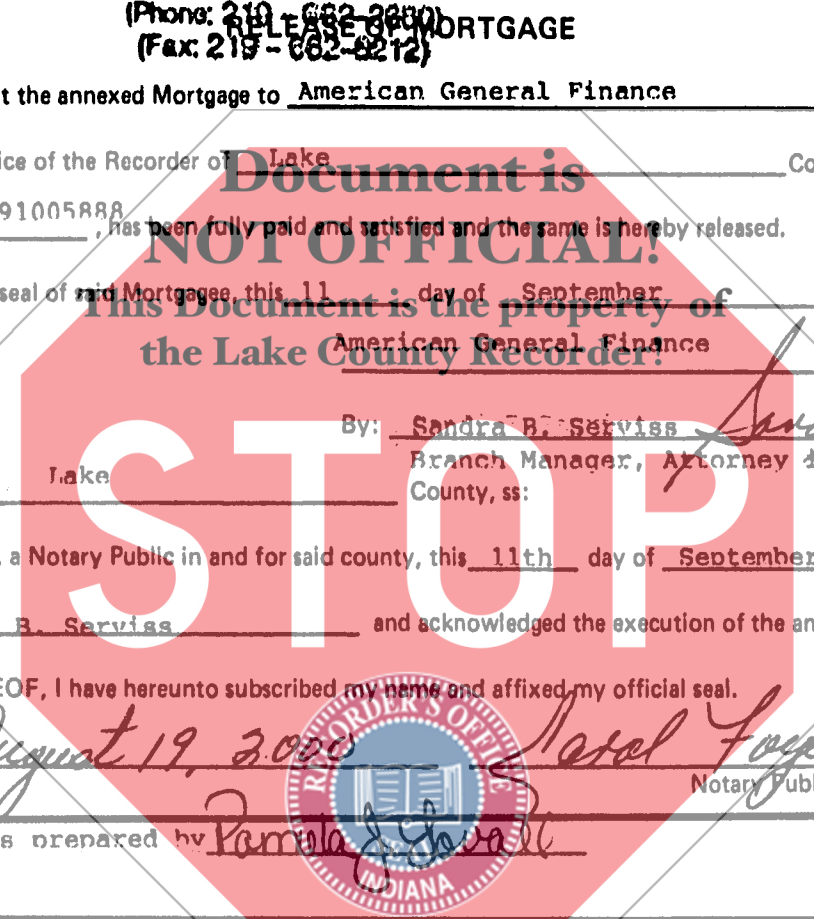 (Phone: 219 - 662-2600)
RELEASE OF MORTGAGE
(Fax: 219 - 662-8212)
t the annexed Mortgage to American General Finance
ice of the Recorder of Lake Co
91005888, has been fully paid and satisfied and the same is hereby released.
seal of said Mortgagee, this 11 day of September
American General Finance
By: Sandra B. Serviss
Branch Manager, Attorney
Lake County, ss:
a Notary Public in and for said county, this 11th day of September
B. Serviss and acknowledged the execution of the an
EOF, I have hereunto subscribed my name and affixed my official seal.
August 19, 2000 Carol
Notary Publ
s prepared by Pamela J. Lovall
Document is
NOT OFFICIAL!
This Document is the property of
the Lake County Recorder!
STOP
RECORDER'S OFFICE
INDIANA